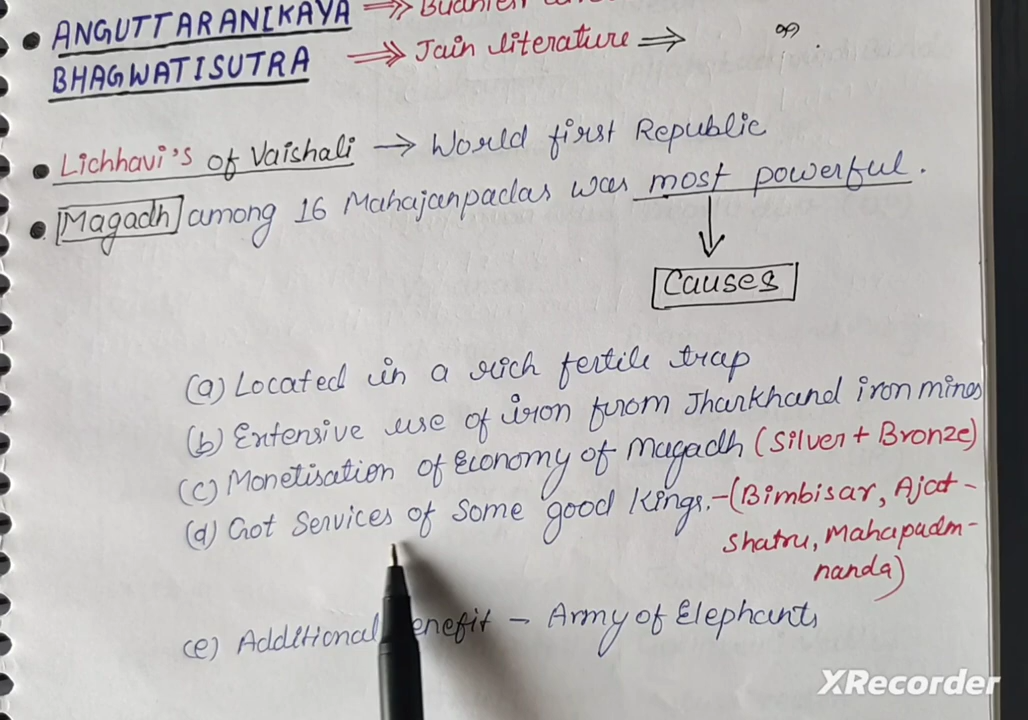 ANGUTTARANIKAYA ⇒
BHAGWATISUTRA ⇒ Jain literature ⇒
Lichhavi's of Vaishali → World first Republic
Magadh among 16 Mahajanpadas was most powerful.
Causes
(a) Located in a rich fertile trap
(b) Extensive use of iron from Jharkhand iron mines
(c) Monetisation of Economy of Magadh (Silver + Bronze)
(d) Got Services of Some good Kings. - (Bimbisar, Ajat-
Shatru, Mahapadm-
nanda)
(e) Additional enefit - Army of Elephants
XRecorder